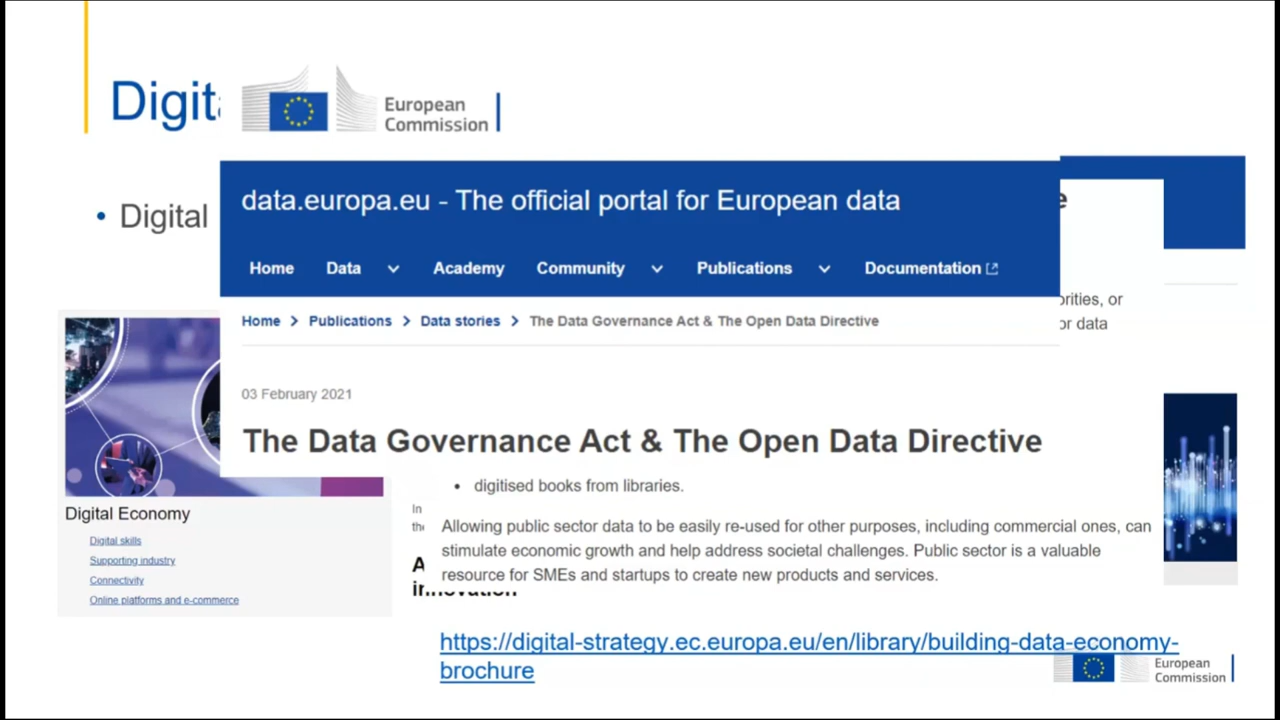 Digit
European
Commission
data.europa.eu - The official portal for European data
• Digital
Home Data Academy Community Publications Documentation
Home > Publications > Data stories > The Data Governance Act & The Open Data Directive
orities, or
or data
03 February 2021
The Data Governance Act & The Open Data Directive
• digitised books from libraries.
Digital Economy
In
Allowing public sector data to be easily re-used for other purposes, including commercial ones, can
stimulate economic growth and help address societal challenges. Public sector is a valuable
resource for SMEs and startups to create new products and services.
Digital skills
Supporting industry
Connectivity
Online platforms and e-commerce
A
innovation
https://digital-strategy.ec.europa.eu/en/library/building-data-economy-
brochure
European
Commission